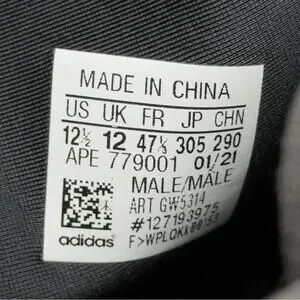 MADE IN CHINA
US UK FR JP CHN
12½ 12 47⅓ 305 290
APE 779001 01/21
MALE/MALE
ART GW5314
#127193975
adidas